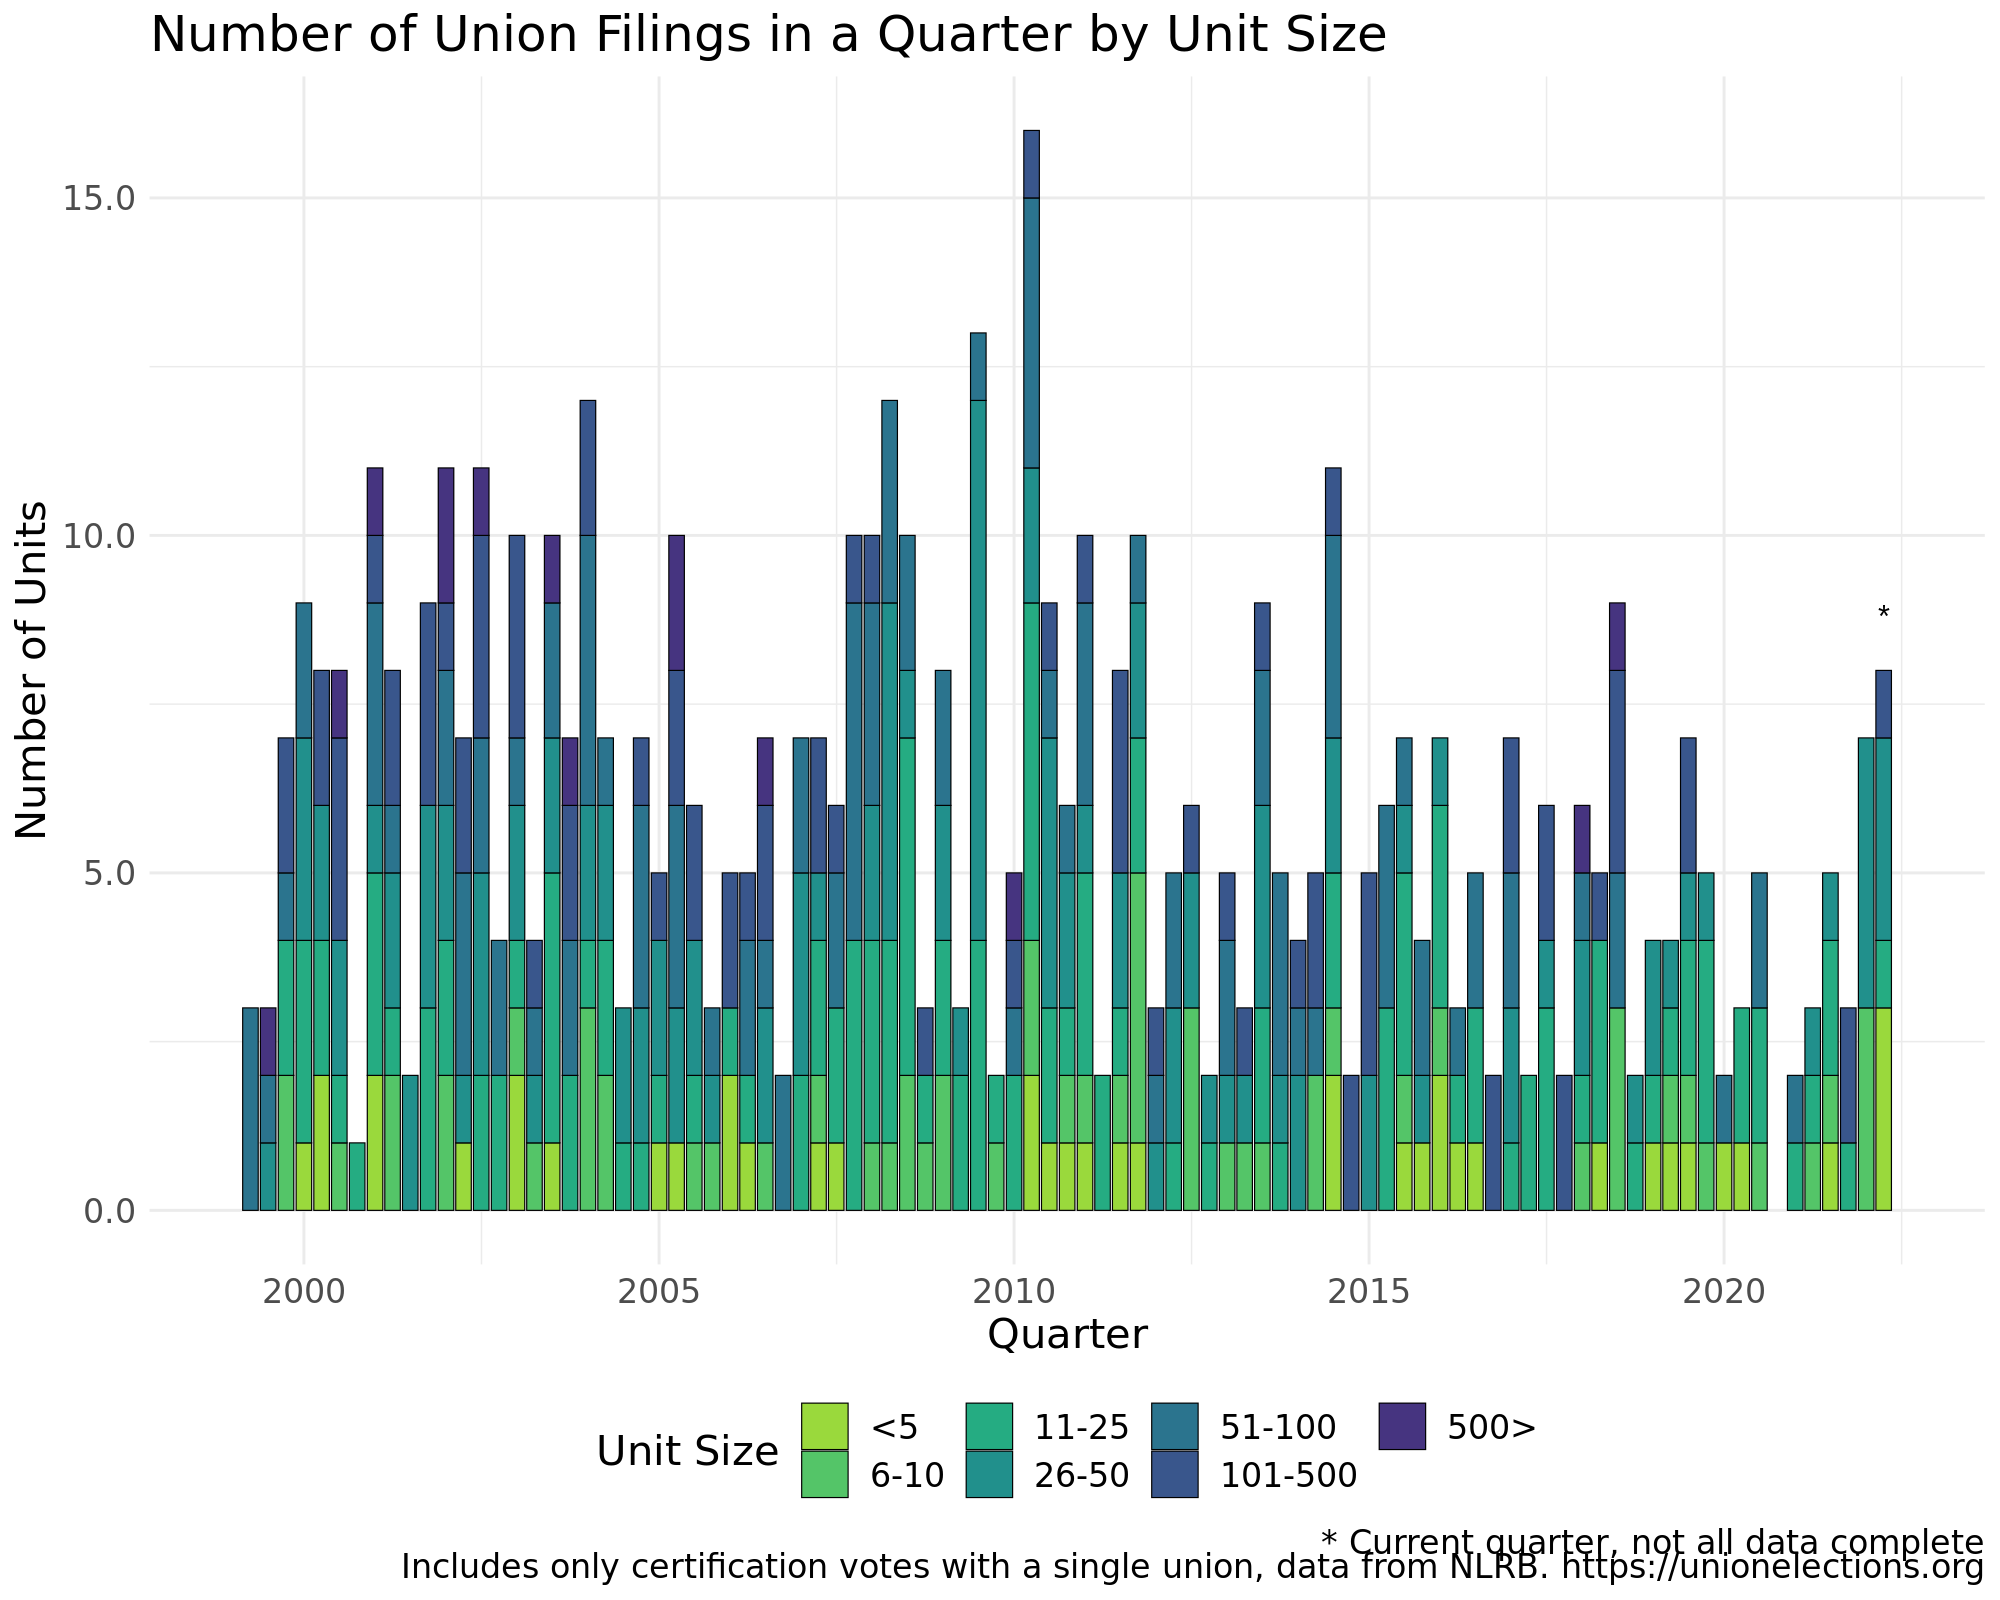 Number of Union Filings in a Quarter by Unit Size
Number of Units
15.0
10.0
5.0
0.0
*
2000 2005 2010 2015 2020
Quarter
Unit Size
<5 11-25 51-100 500>
6-10 26-50 101-500
* Current quarter, not all data complete
Includes only certification votes with a single union, data from NLRB. https://unionelections.org